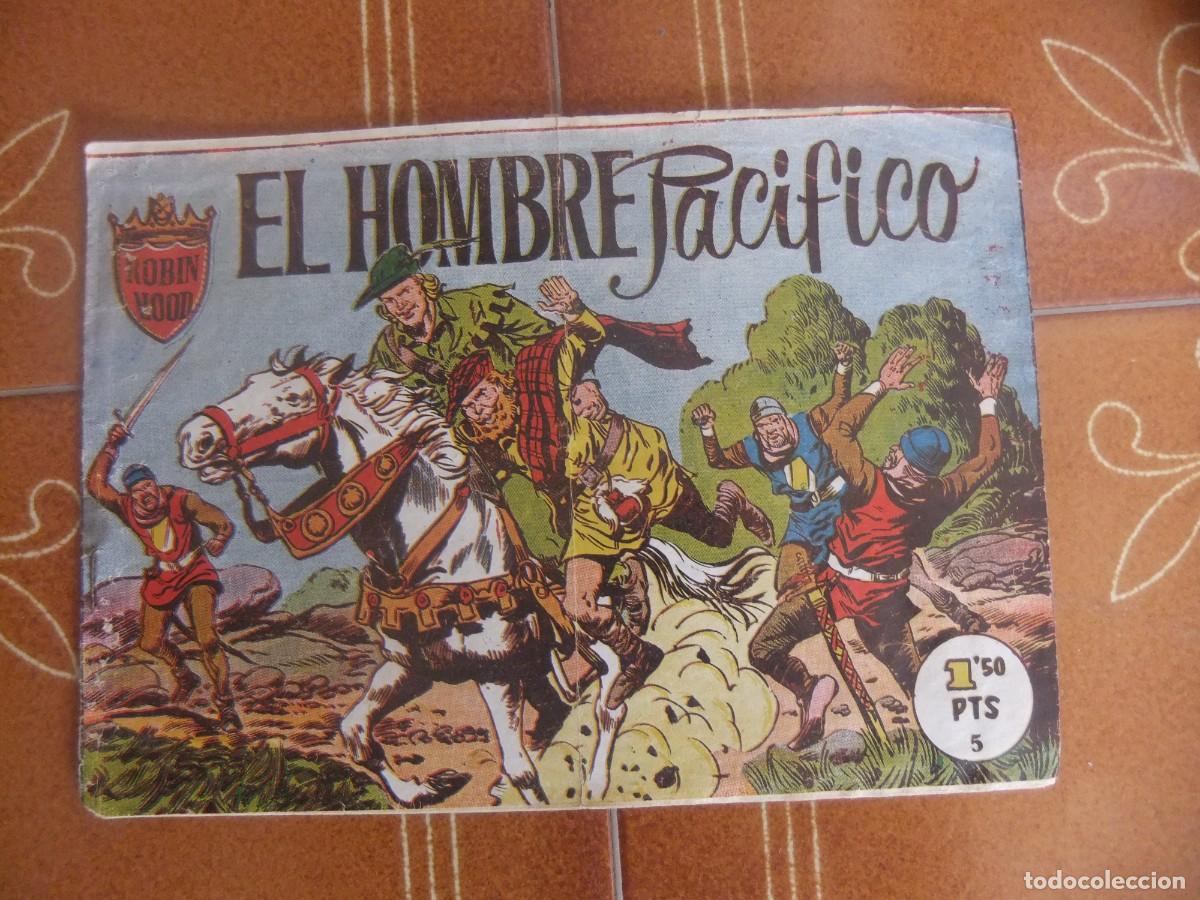 EL HOMBRE Pacifico
ROBIN
HOOD
1'50
PTS
5
todocoleccion